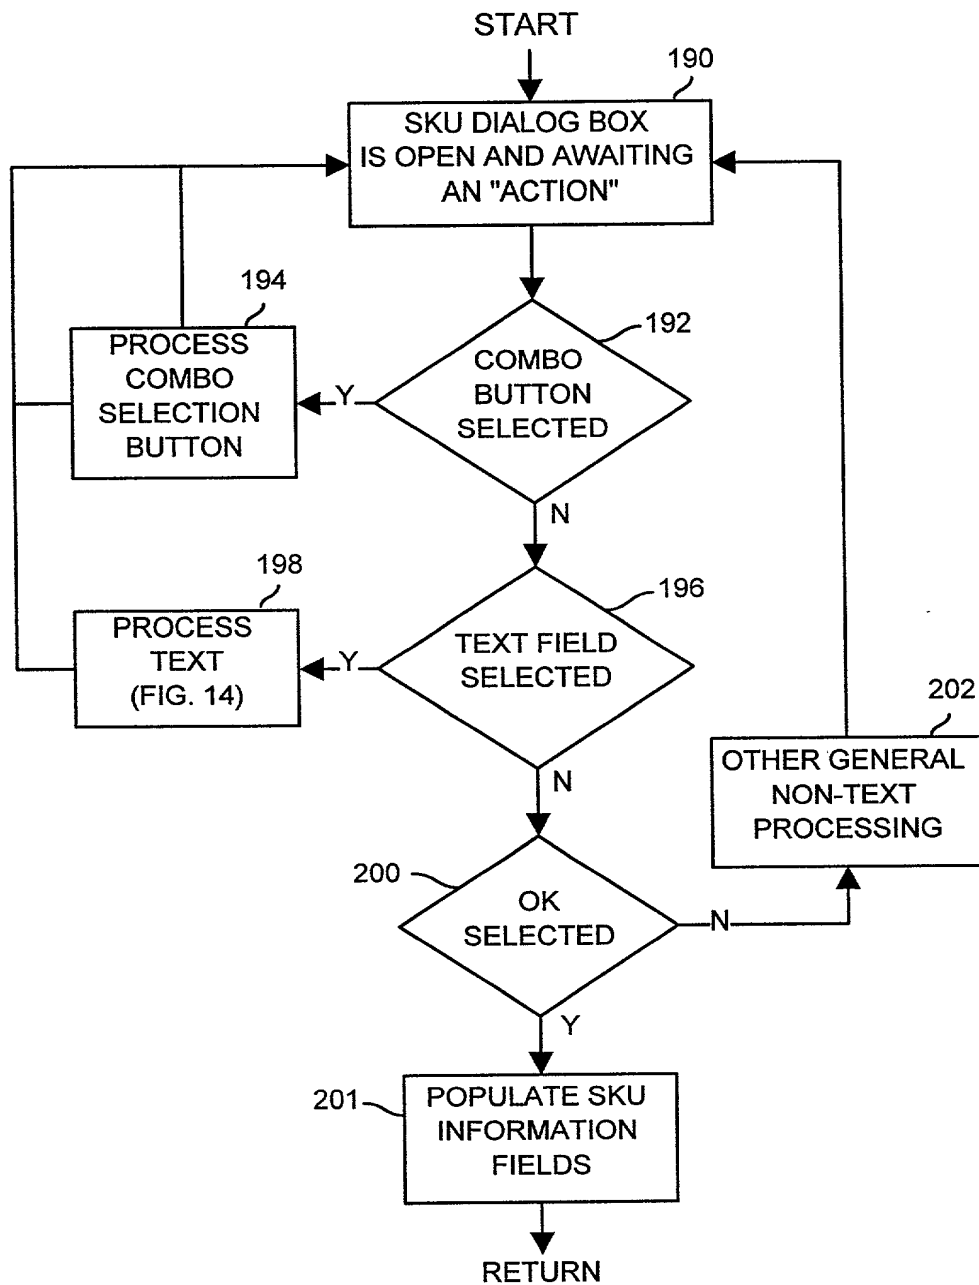 START
190
SKU DIALOG BOX
IS OPEN AND AWAITING
AN "ACTION"
194
PROCESS
COMBO
SELECTION
BUTTON
Y
192
COMBO
BUTTON
SELECTED
N
198
PROCESS
TEXT
(FIG. 14)
Y
196
TEXT FIELD
SELECTED
N
202
OTHER GENERAL
NON-TEXT
PROCESSING
200
OK
SELECTED
N
Y
201
POPULATE SKU
INFORMATION
FIELDS
RETURN